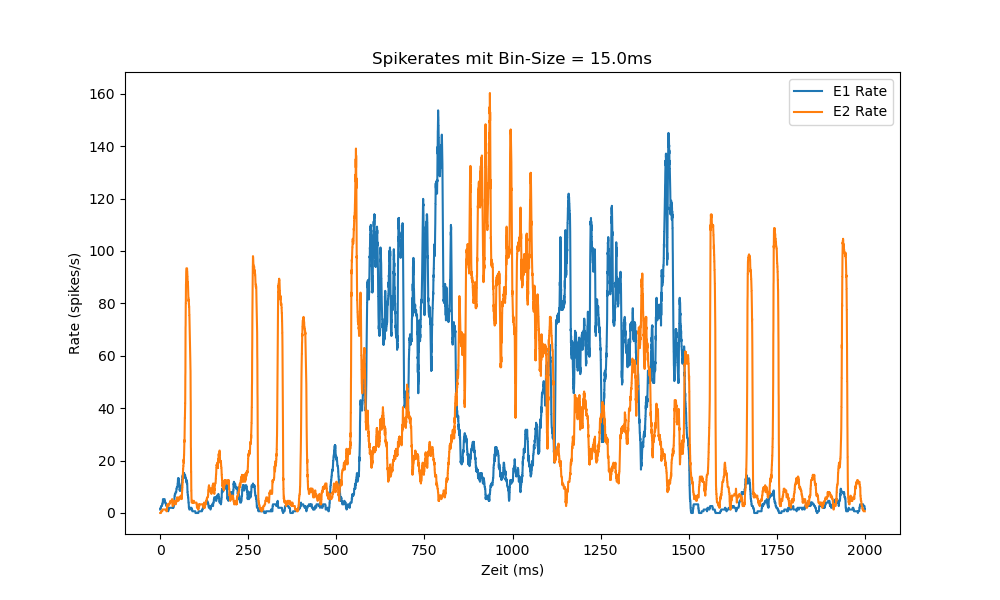 Spikerates mit Bin-Size = 15.0ms
E1 Rate
E2 Rate
160
140
120
100
80
60
40
20
0
Rate (spikes/s)
0 250 500 750 1000 1250 1500 1750 2000
Zeit (ms)